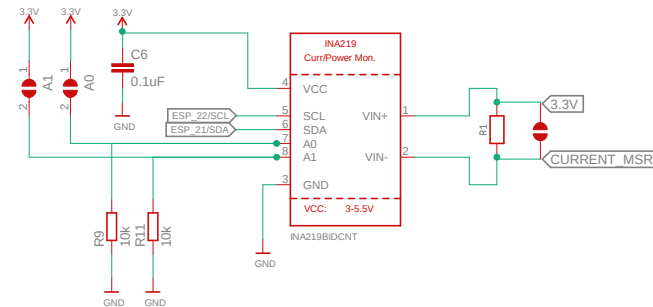 3.3V
3.3V
3.3V
1
A1
2
1
A0
2
C6
0.1uF
GND
INA219
Curr/Power Mon.
4
VCC
ESP_22/SCL
5
SCL
ESP_21/SDA
6
SDA
7
A0
8
A1
3
GND
VIN+
1
VIN-
2
VCC: 3-5.5V
INA219BIDCNT
R1
3.3V
CURRENT_MSR
R9
10k
R11
10k
GND
GND
GND